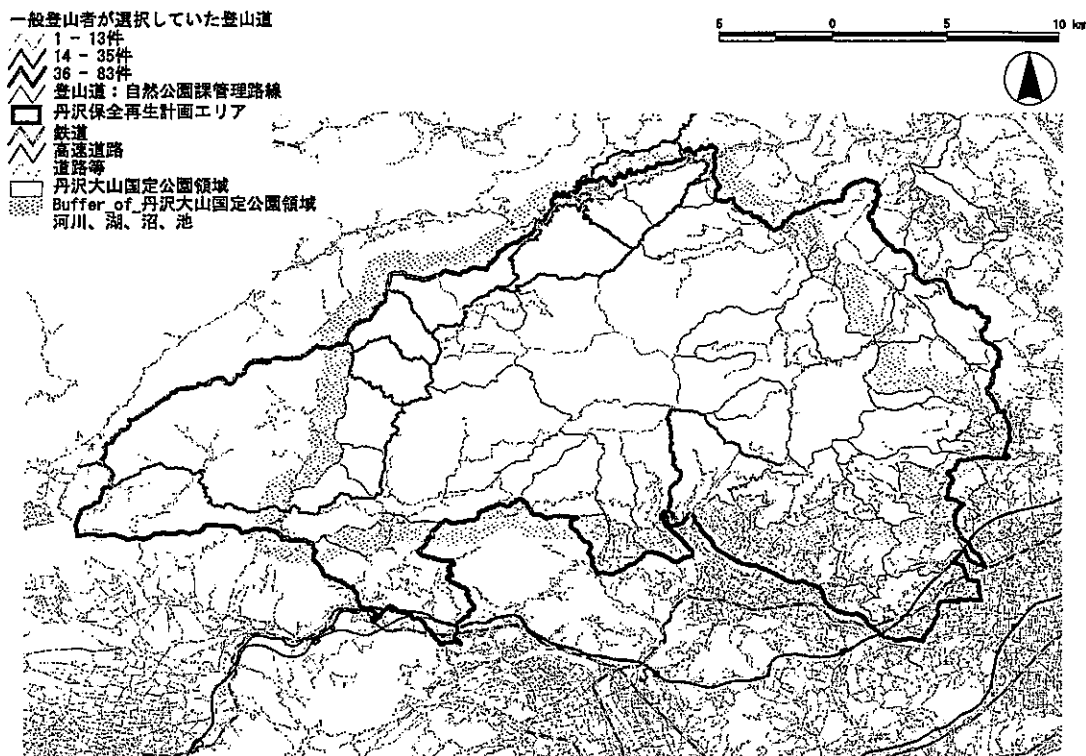 一般登山者が選択していた登山道
1 - 13件
14 - 35件
36 - 83件
登山道：自然公園課管理路線
丹沢保全再生計画エリア
鉄道
高速道路
道路等
丹沢大山国定公園領域
Buffer_of_丹沢大山国定公園領域
河川、湖、沼、池
5 0 5 10 km